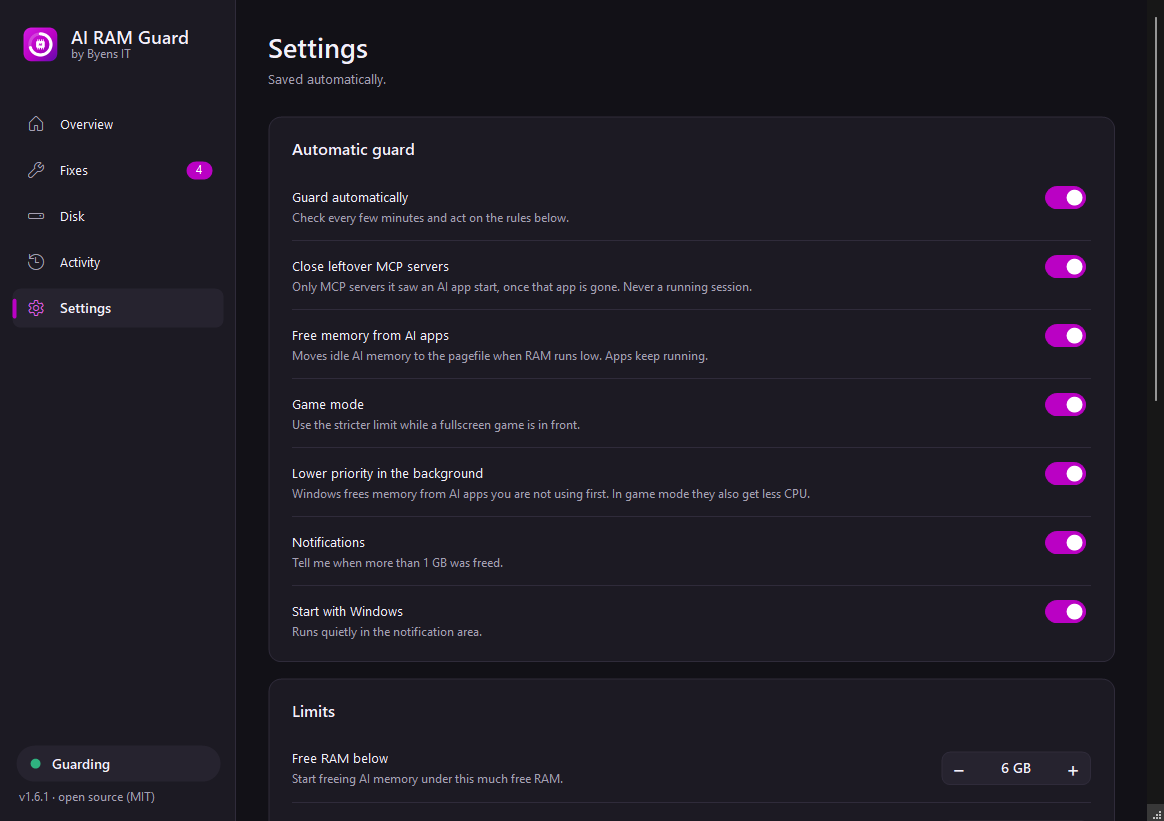 AI RAM Guard
by Byens IT
Overview
Fixes 4
Disk
Activity
Settings
Guarding
v1.6.1 · open source (MIT)
Settings
Saved automatically.
Automatic guard
Guard automatically
Check every few minutes and act on the rules below.
Close leftover MCP servers
Only MCP servers it saw an AI app start, once that app is gone. Never a running session.
Free memory from AI apps
Moves idle AI memory to the pagefile when RAM runs low. Apps keep running.
Game mode
Use the stricter limit while a fullscreen game is in front.
Lower priority in the background
Windows frees memory from AI apps you are not using first. In game mode they also get less CPU.
Notifications
Tell me when more than 1 GB was freed.
Start with Windows
Runs quietly in the notification area.
Limits
Free RAM below
Start freeing AI memory under this much free RAM.
− 6 GB +